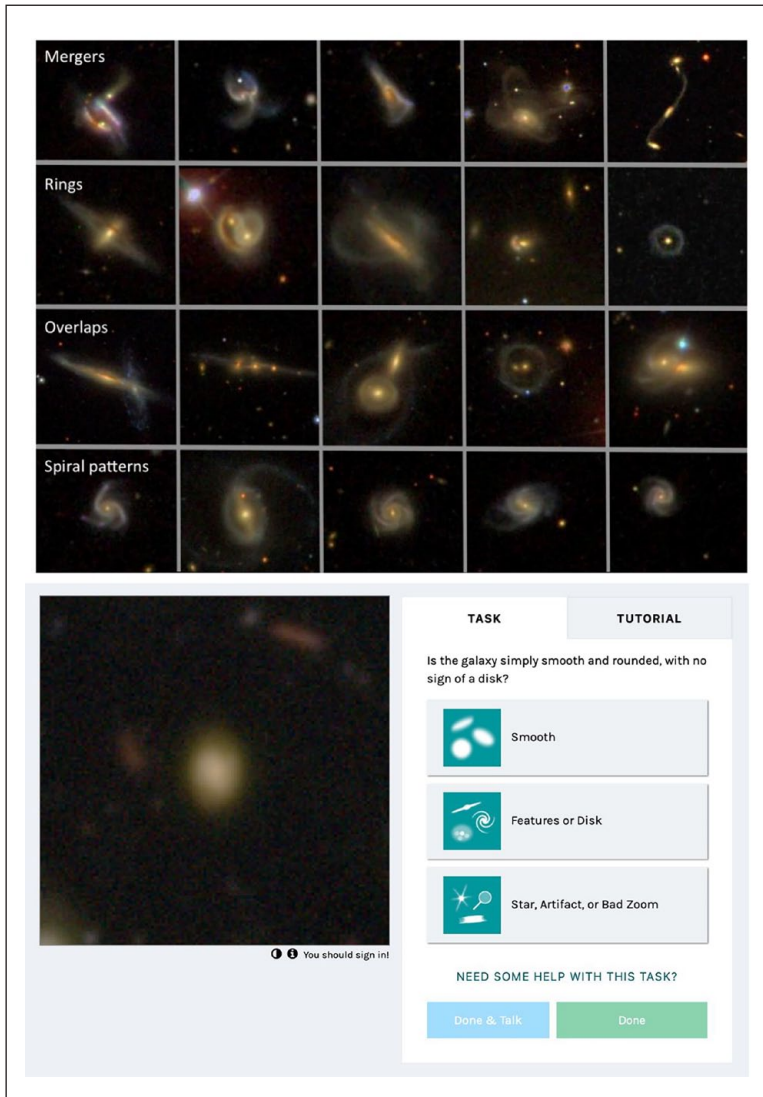 Mergers
Rings
Overlaps
Spiral patterns
TASK
TUTORIAL
Is the galaxy simply smooth and rounded, with no
sign of a disk?
Smooth
Features or Disk
Star, Artifact, or Bad Zoom
You should sign in!
NEED SOME HELP WITH THIS TASK?
Done & Talk
Done